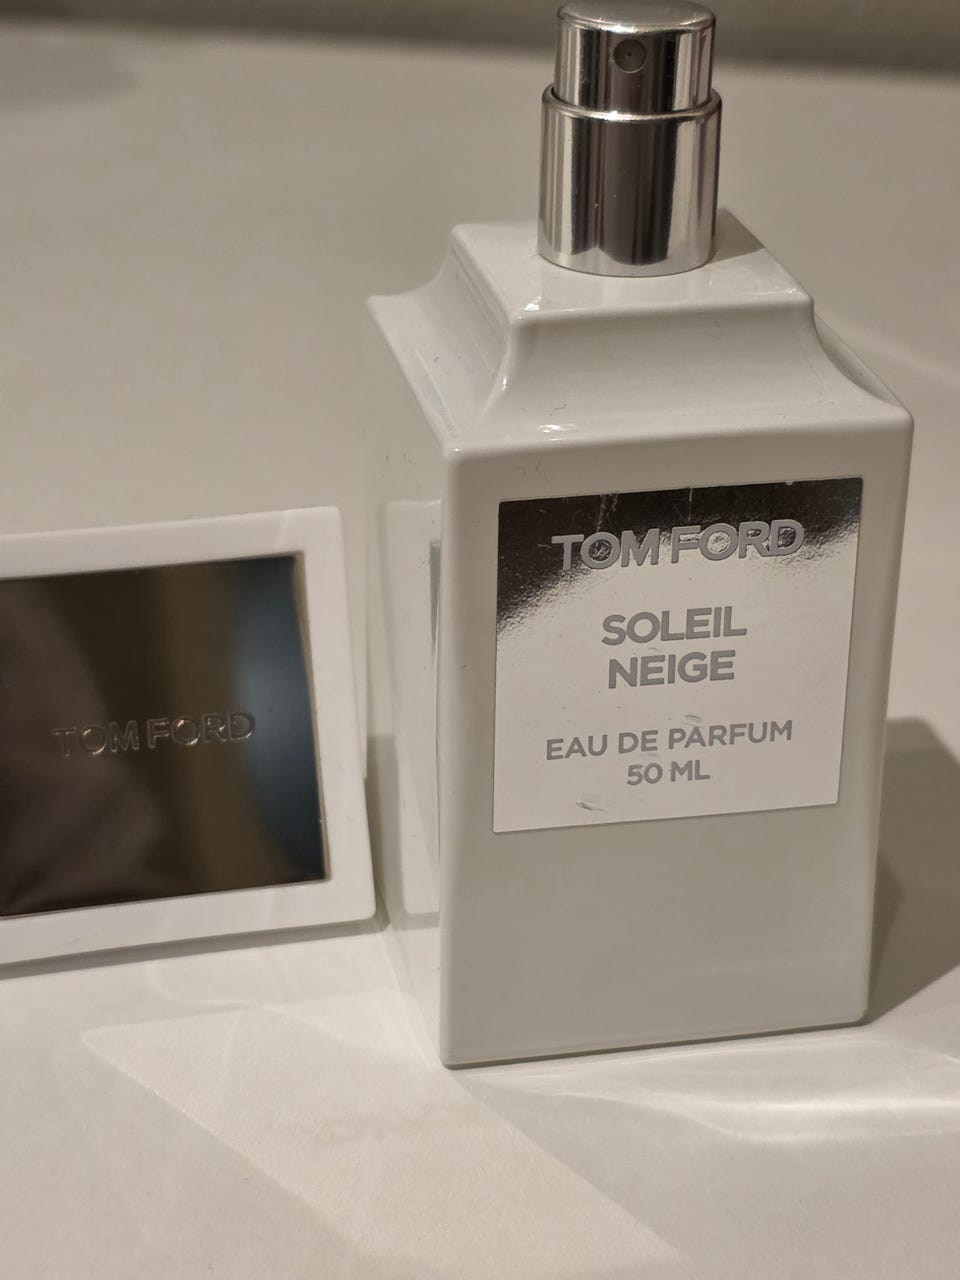 TOM FORD
TOM FORD
SOLEIL
NEIGE
EAU DE PARFUM
50 ML